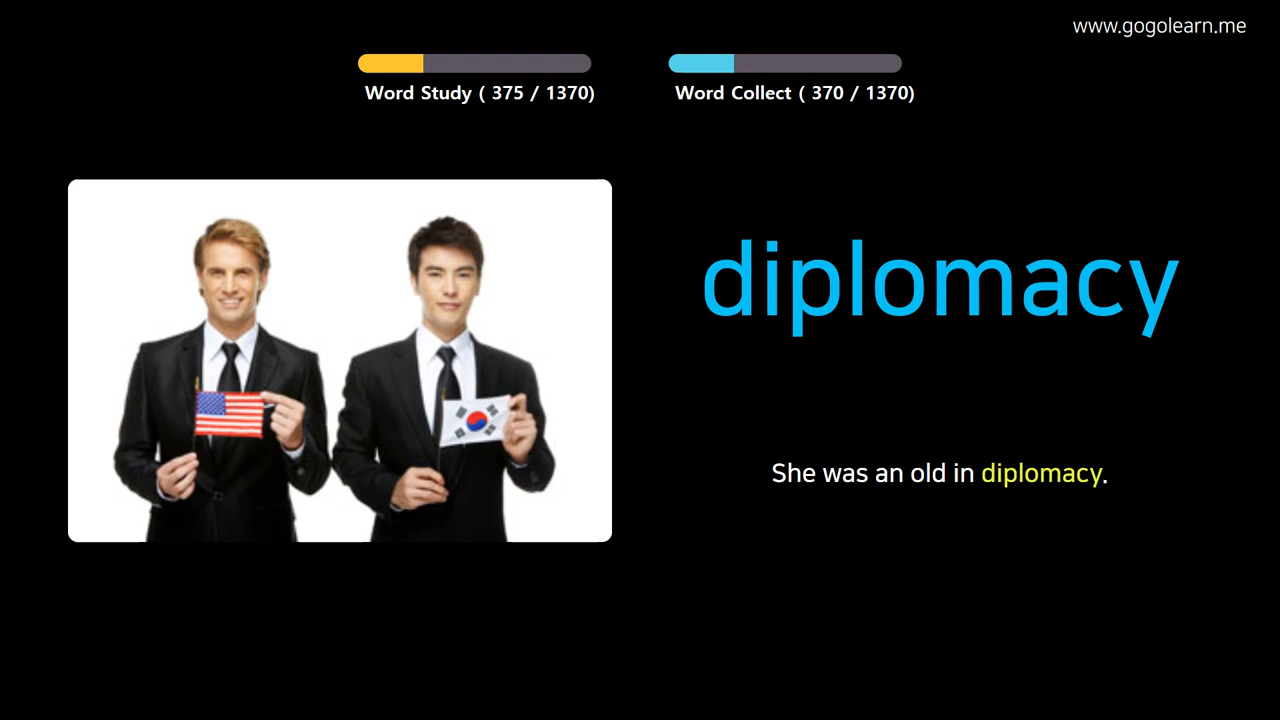 www.gogolearn.me
Word Study ( 375 / 1370)
Word Collect ( 370 / 1370)
diplomacy
She was an old in diplomacy.